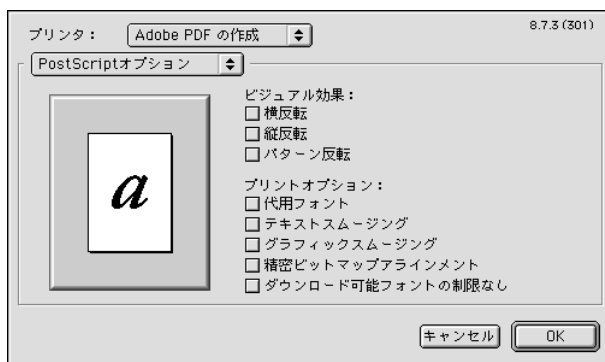 プリンタ： Adobe PDF の作成 8.7.3 (301)
PostScriptオプション
a
ビジュアル効果：
横反転
縦反転
パターン反転
プリントオプション：
代用フォント
テキストスムージング
グラフィックスムージング
精密ビットマップアラインメント
ダウンロード可能フォントの制限なし
キャンセル OK